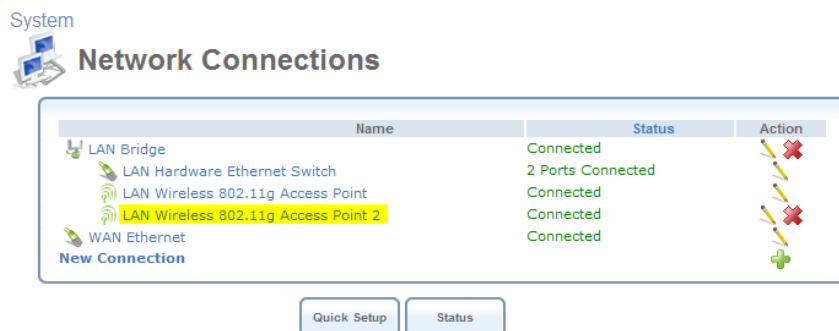 System
Network Connections
Name Status Action
LAN Bridge Connected
LAN Hardware Ethernet Switch 2 Ports Connected
LAN Wireless 802.11g Access Point Connected
LAN Wireless 802.11g Access Point 2 Connected
WAN Ethernet Connected
New Connection
Quick Setup Status